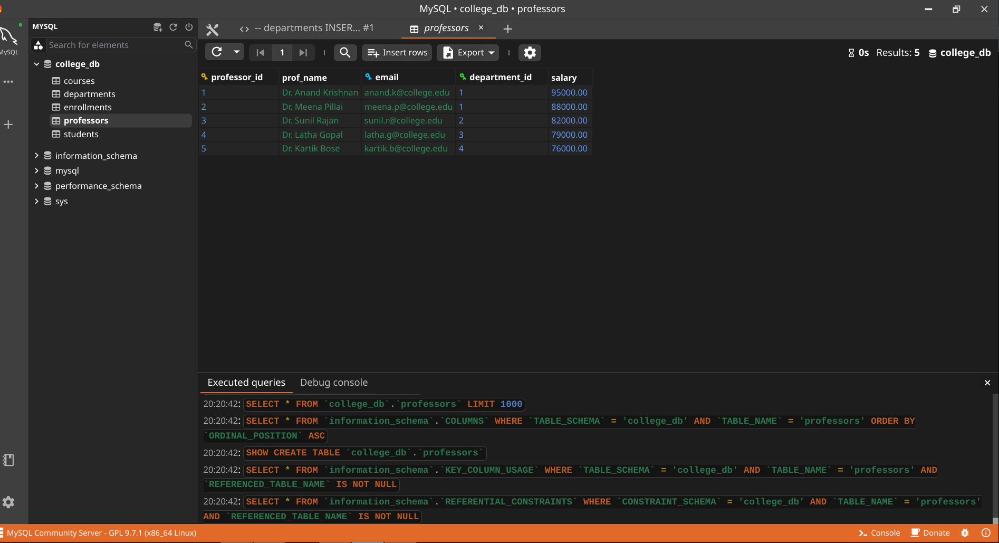 MySQL • college_db • professors
MYSQL
-- departments INSER... #1
professors
MySQL
Search for elements
1
Insert rows
Export
0s
Results: 5
college_db
college_db
courses
departments
enrollments
professors
students
information_schema
mysql
performance_schema
sys
professor_id prof_name email department_id salary
1 Dr. Anand Krishnan anand.k@college.edu 1 95000.00
2 Dr. Meena Pillai meena.p@college.edu 1 88000.00
3 Dr. Sunil Rajan sunil.r@college.edu 2 82000.00
4 Dr. Latha Gopal latha.g@college.edu 3 79000.00
5 Dr. Kartik Bose kartik.b@college.edu 4 76000.00
Executed queries Debug console
20:20:42: SELECT * FROM `college_db`.`professors` LIMIT 1000
20:20:42: SELECT * FROM `information_schema`.`COLUMNS` WHERE `TABLE_SCHEMA` = 'college_db' AND `TABLE_NAME` = 'professors' ORDER BY
`ORDINAL_POSITION` ASC
20:20:42: SHOW CREATE TABLE `college_db`.`professors`
20:20:42: SELECT * FROM `information_schema`.`KEY_COLUMN_USAGE` WHERE `TABLE_SCHEMA` = 'college_db' AND `TABLE_NAME` = 'professors' AND
`REFERENCED_TABLE_NAME` IS NOT NULL
20:20:42: SELECT * FROM `information_schema`.`REFERENTIAL_CONSTRAINTS` WHERE `CONSTRAINT_SCHEMA` = 'college_db' AND `TABLE_NAME` = 'professors'
AND `REFERENCED_TABLE_NAME` IS NOT NULL
MySQL Community Server - GPL 9.7.1 (x86_64 Linux)
Console
Donate